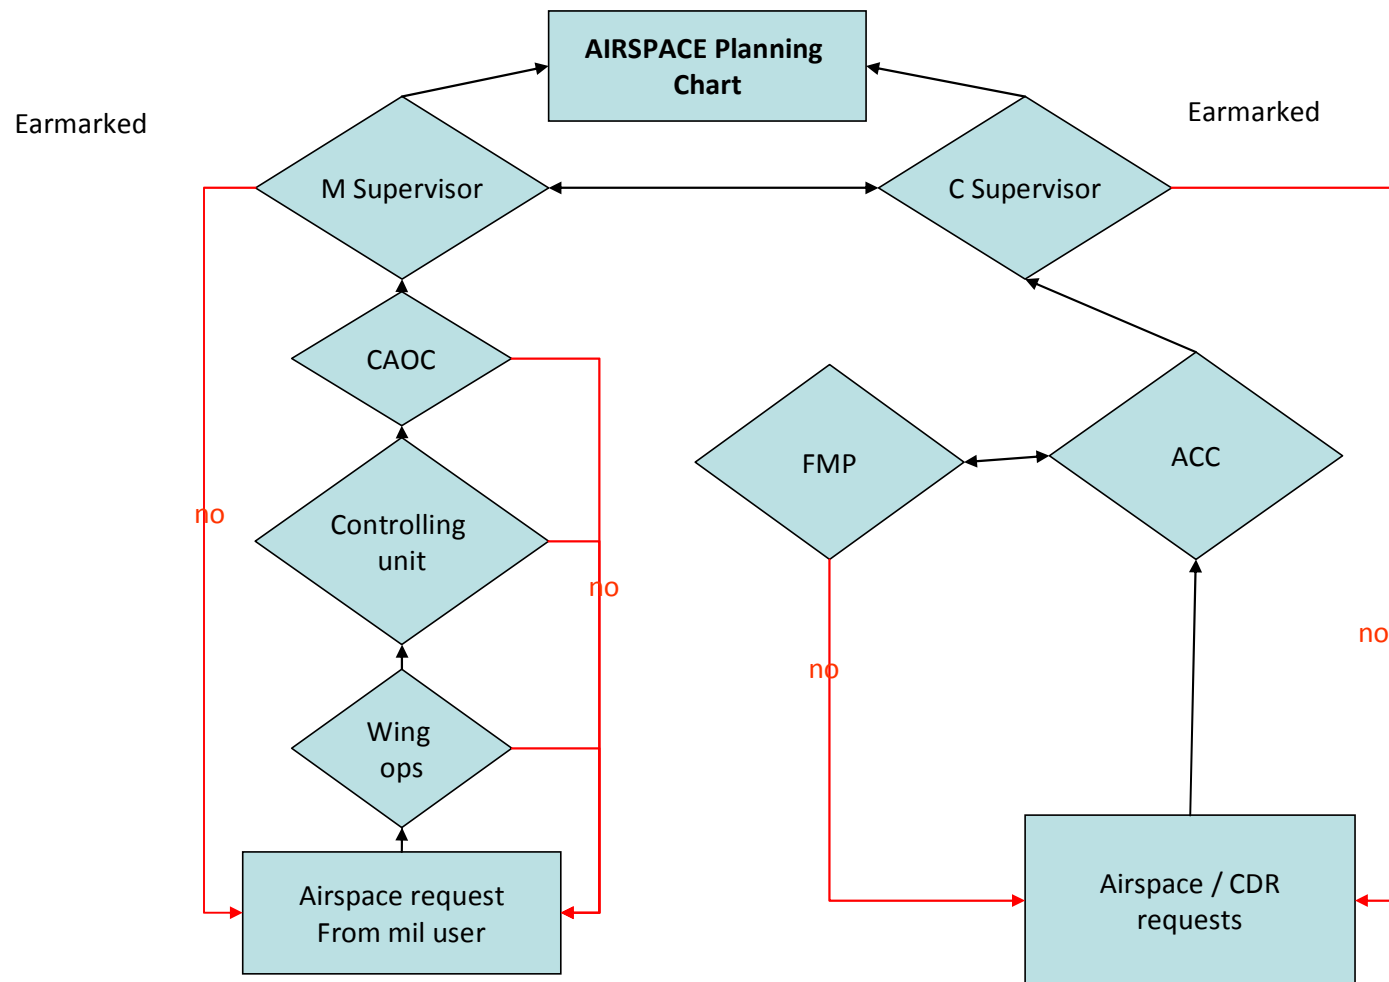 AIRSPACE Planning
Chart
Earmarked
Earmarked
M Supervisor
C Supervisor
CAOC
FMP
ACC
Controlling
unit
no
no
no
no
Wing
ops
Airspace request
From mil user
Airspace / CDR
requests